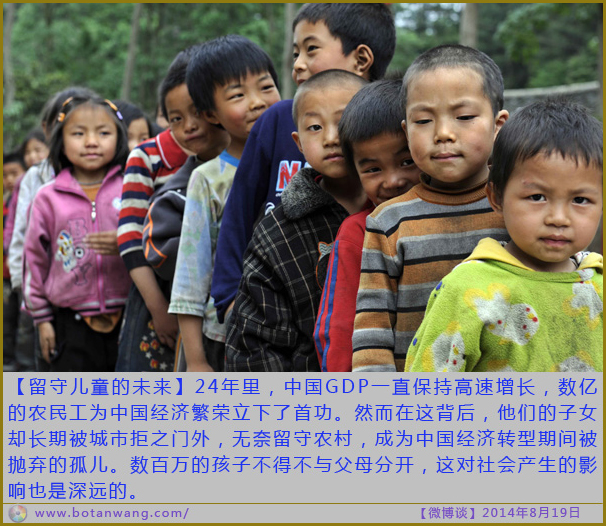 【留守儿童的未来】24年里，中国GDP一直保持高速增长，数亿
的农民工为中国经济繁荣立下了首功。然而在这背后，他们的子女
却长期被城市拒之门外，无奈留守农村，成为中国经济转型期间被
抛弃的孤儿。数百万的孩子不得不与父母分开，这对社会产生的影
响也是深远的。
www.botanwang.com/ 【微博谈】2014年8月19日